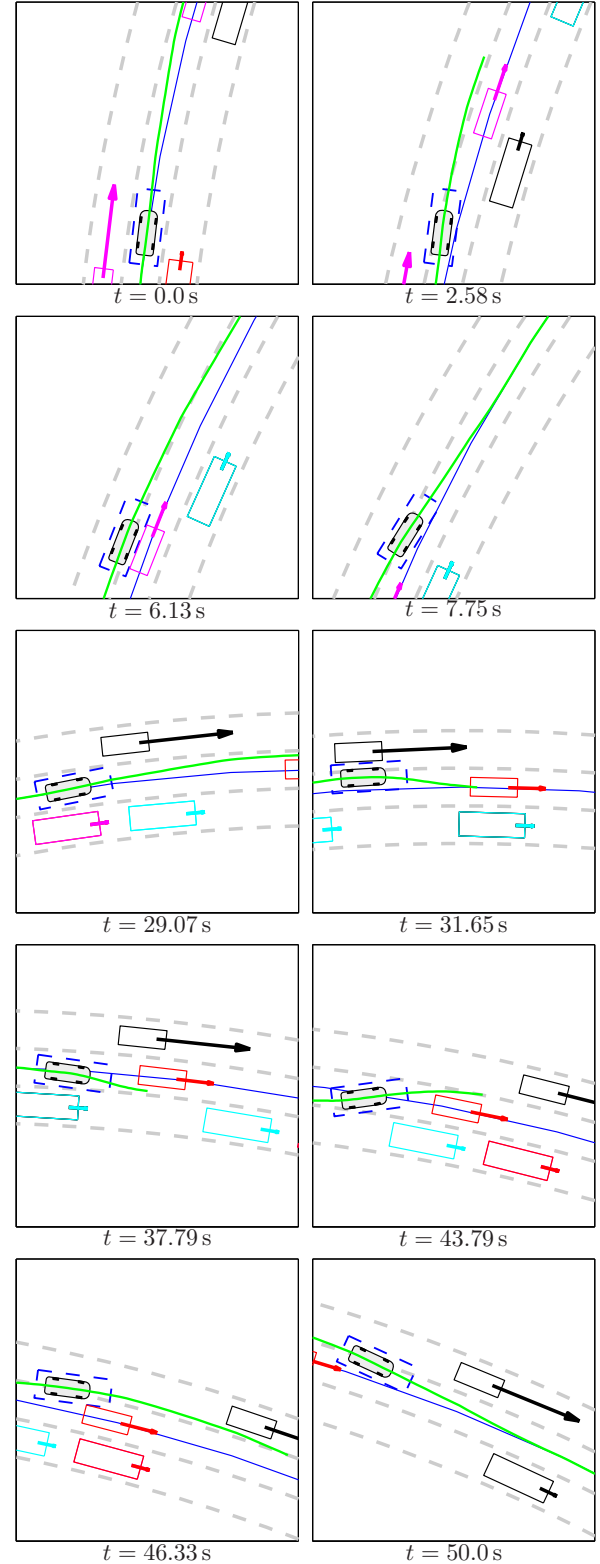 t = 0.0 s
t = 2.58 s
t = 6.13 s
t = 7.75 s
t = 29.07 s
t = 31.65 s
t = 37.79 s
t = 43.79 s
t = 46.33 s
t = 50.0 s